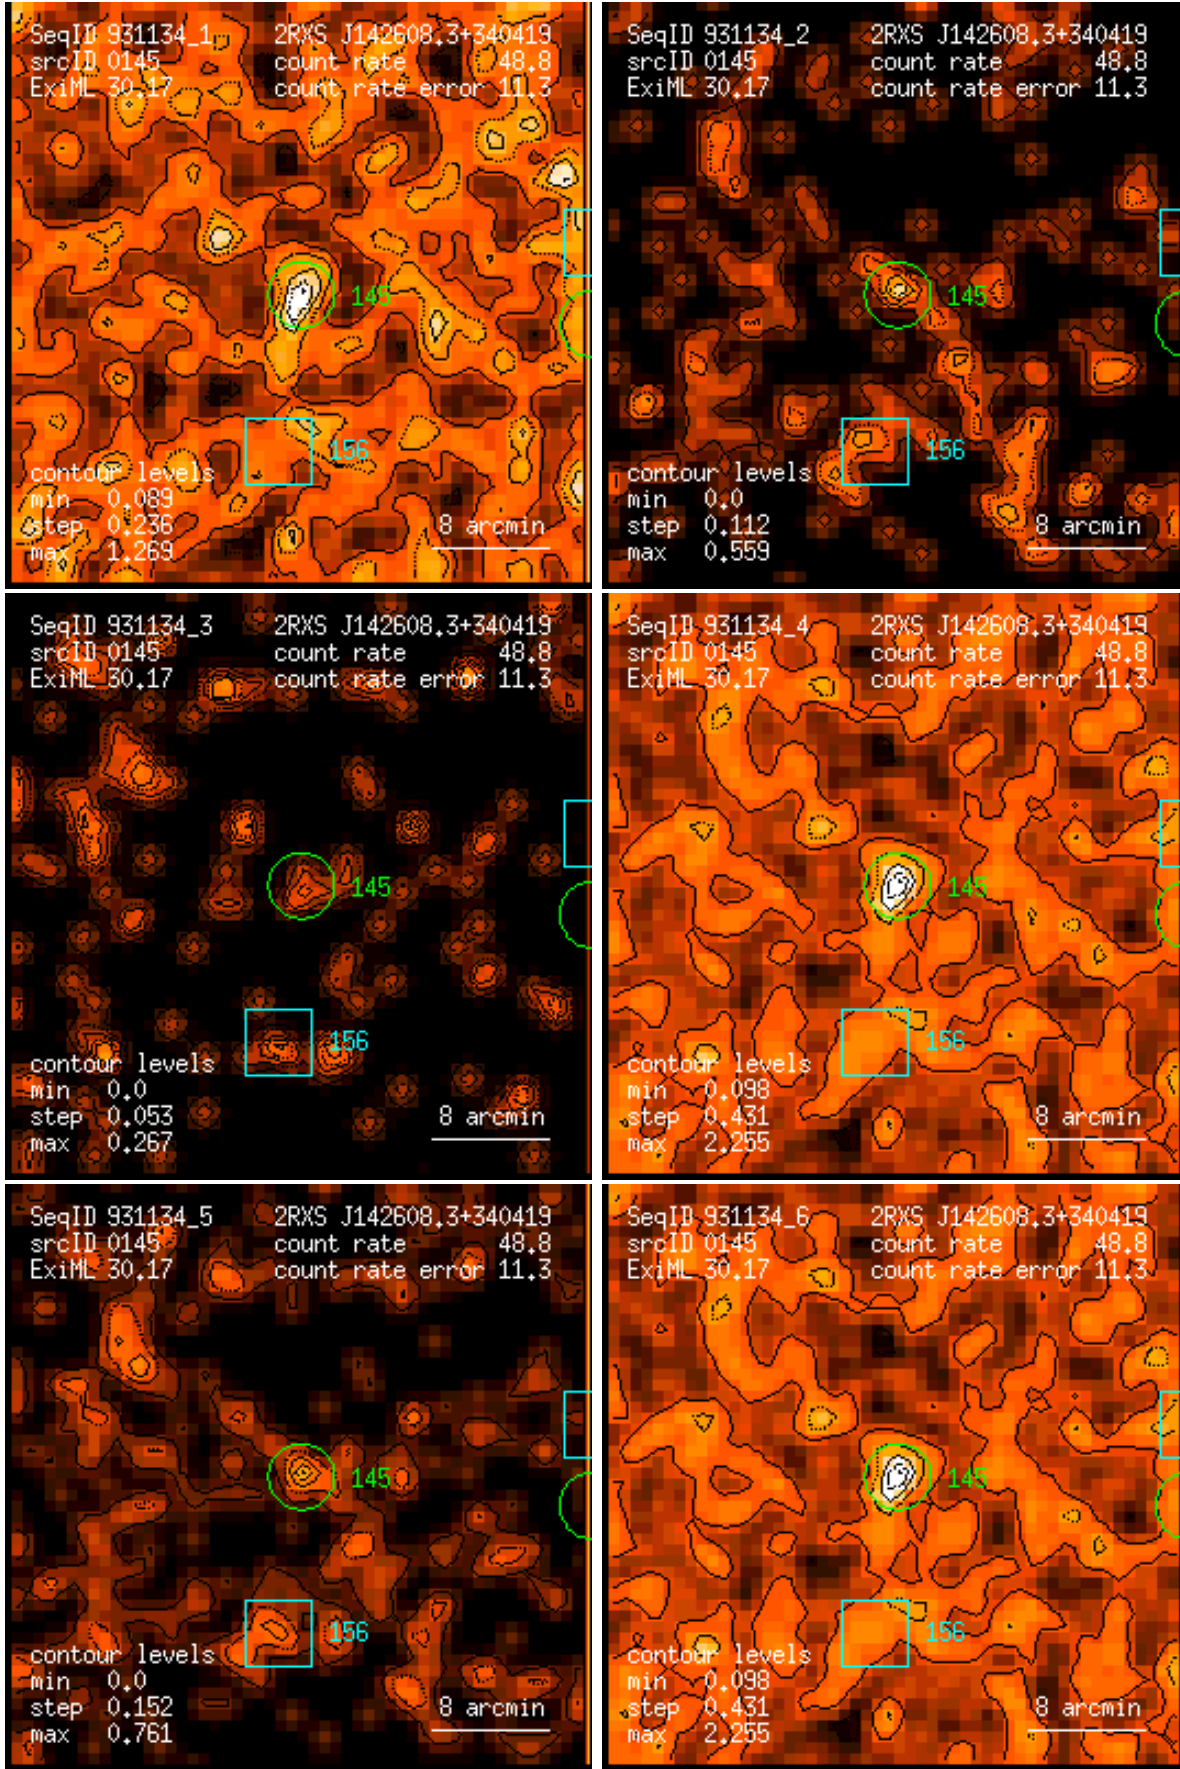 SeqID 931134_1 2RXS J142608.3+340419
srcID 0145 count rate 48.8
ExiML 30.17 count rate error 11.3
145
156
contour levels
min 0.089
step 0.236 8 arcmin
max 1.269
SeqID 931134_2 2RXS J142608.3+340419
srcID 0145 count rate 48.8
ExiML 30.17 count rate error 11.3
145
156
contour levels
min 0.0
step 0.112 8 arcmin
max 0.559
SeqID 931134_3 2RXS J142608.3+340419
srcID 0145 count rate 48.8
ExiML 30.17 count rate error 11.3
145
156
contour levels
min 0.0
step 0.053 8 arcmin
max 0.267
SeqID 931134_4 2RXS J142608.3+340419
srcID 0145 count rate 48.8
ExiML 30.17 count rate error 11.3
145
156
contour levels
min 0.098
step 0.431 8 arcmin
max 2.255
SeqID 931134_5 2RXS J142608.3+340419
srcID 0145 count rate 48.8
ExiML 30.17 count rate error 11.3
145
156
contour levels
min 0.0
step 0.152 8 arcmin
max 0.761
SeqID 931134_6 2RXS J142608.3+340419
srcID 0145 count rate 48.8
ExiML 30.17 count rate error 11.3
145
156
contour levels
min 0.098
step 0.431 8 arcmin
max 2.255